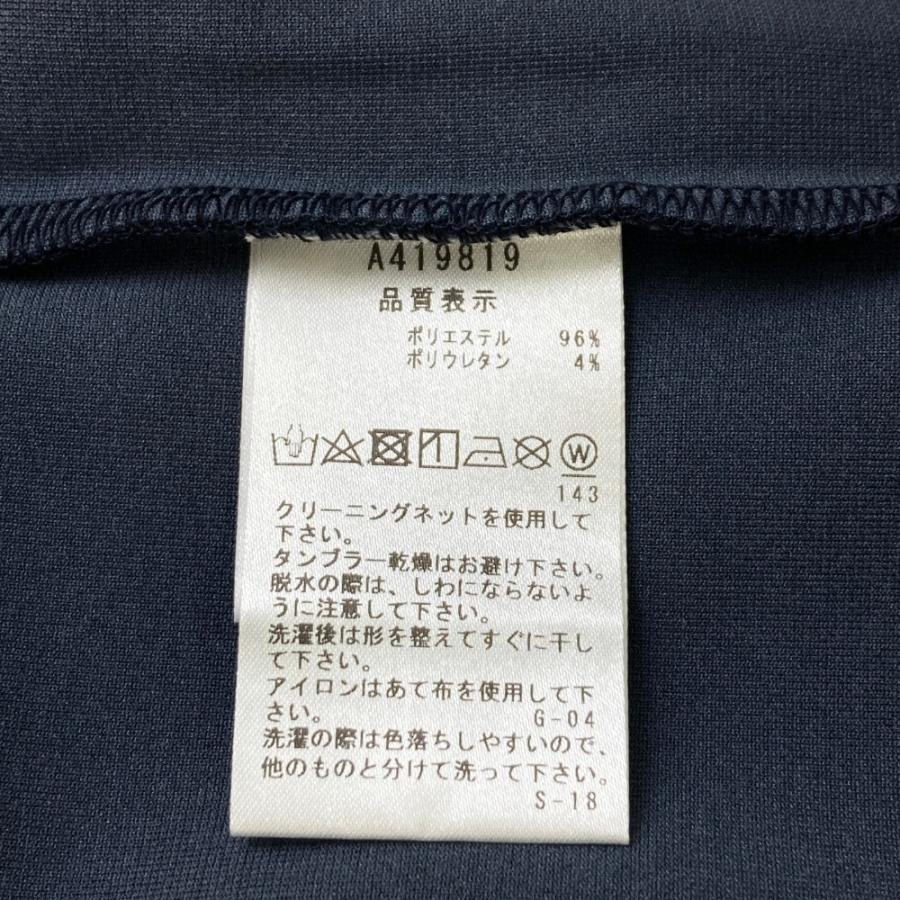 A419819
品質表示
ポリエステル 96%
ポリウレタン 4%
W
143
クリーニングネットを使用して
下さい。
タンブラー乾燥はお避け下さい。
脱水の際は、しわにならないよ
うに注意して下さい。
洗濯後は形を整えてすぐに干し
て下さい。
アイロンはあて布を使用して下
さい。 G-04
洗濯の際は色落ちしやすいので、
他のものと分けて洗って下さい。
S-18